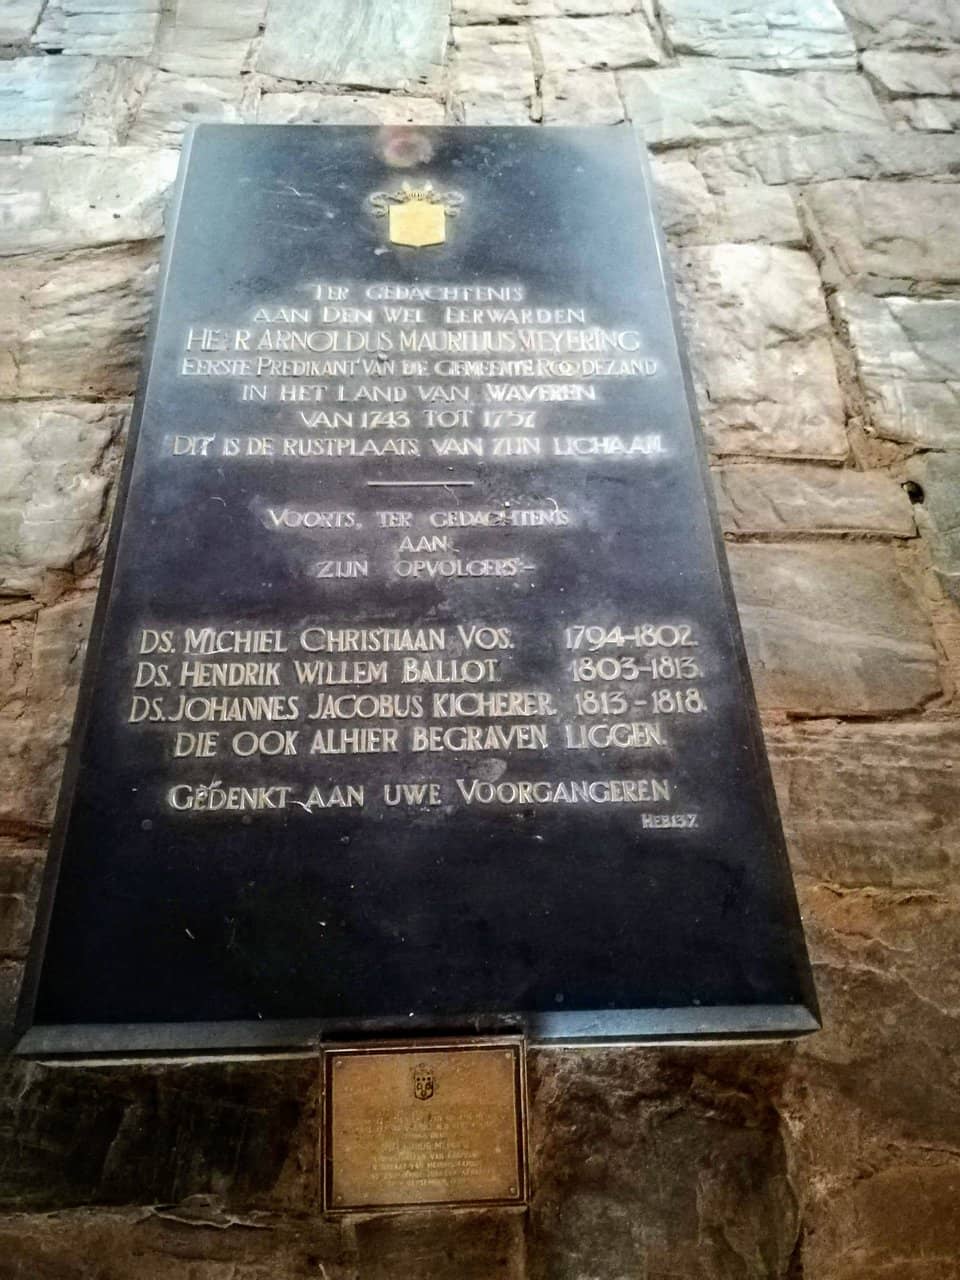 TER GEDACHTENIS
AAN DEN WEL EERWARDEN
HEER ARNOLDUS MAURITIUS MEYERING
EERSTE PREDIKANT VAN DE GEMEENTE ROODEZAND
IN HET LAND VAN WAVEREN
VAN 1743 TOT 1757
DIT IS DE RUSTPLAATS VAN ZIJN LICHAAM.
VOORTS, TER GEDACHTENIS
AAN
ZIJN OPVOLGERS-
DS. MICHIEL CHRISTIAAN VOS. 1794-1802.
DS. HENDRIK WILLEM BALLOT. 1803-1813.
DS. JOHANNES JACOBUS KICHERER. 1813-1818.
DIE OOK ALHIER BEGRAVEN LIGGEN.
GEDENKT AAN UWE VOORGANGEREN
HEB.13:7.